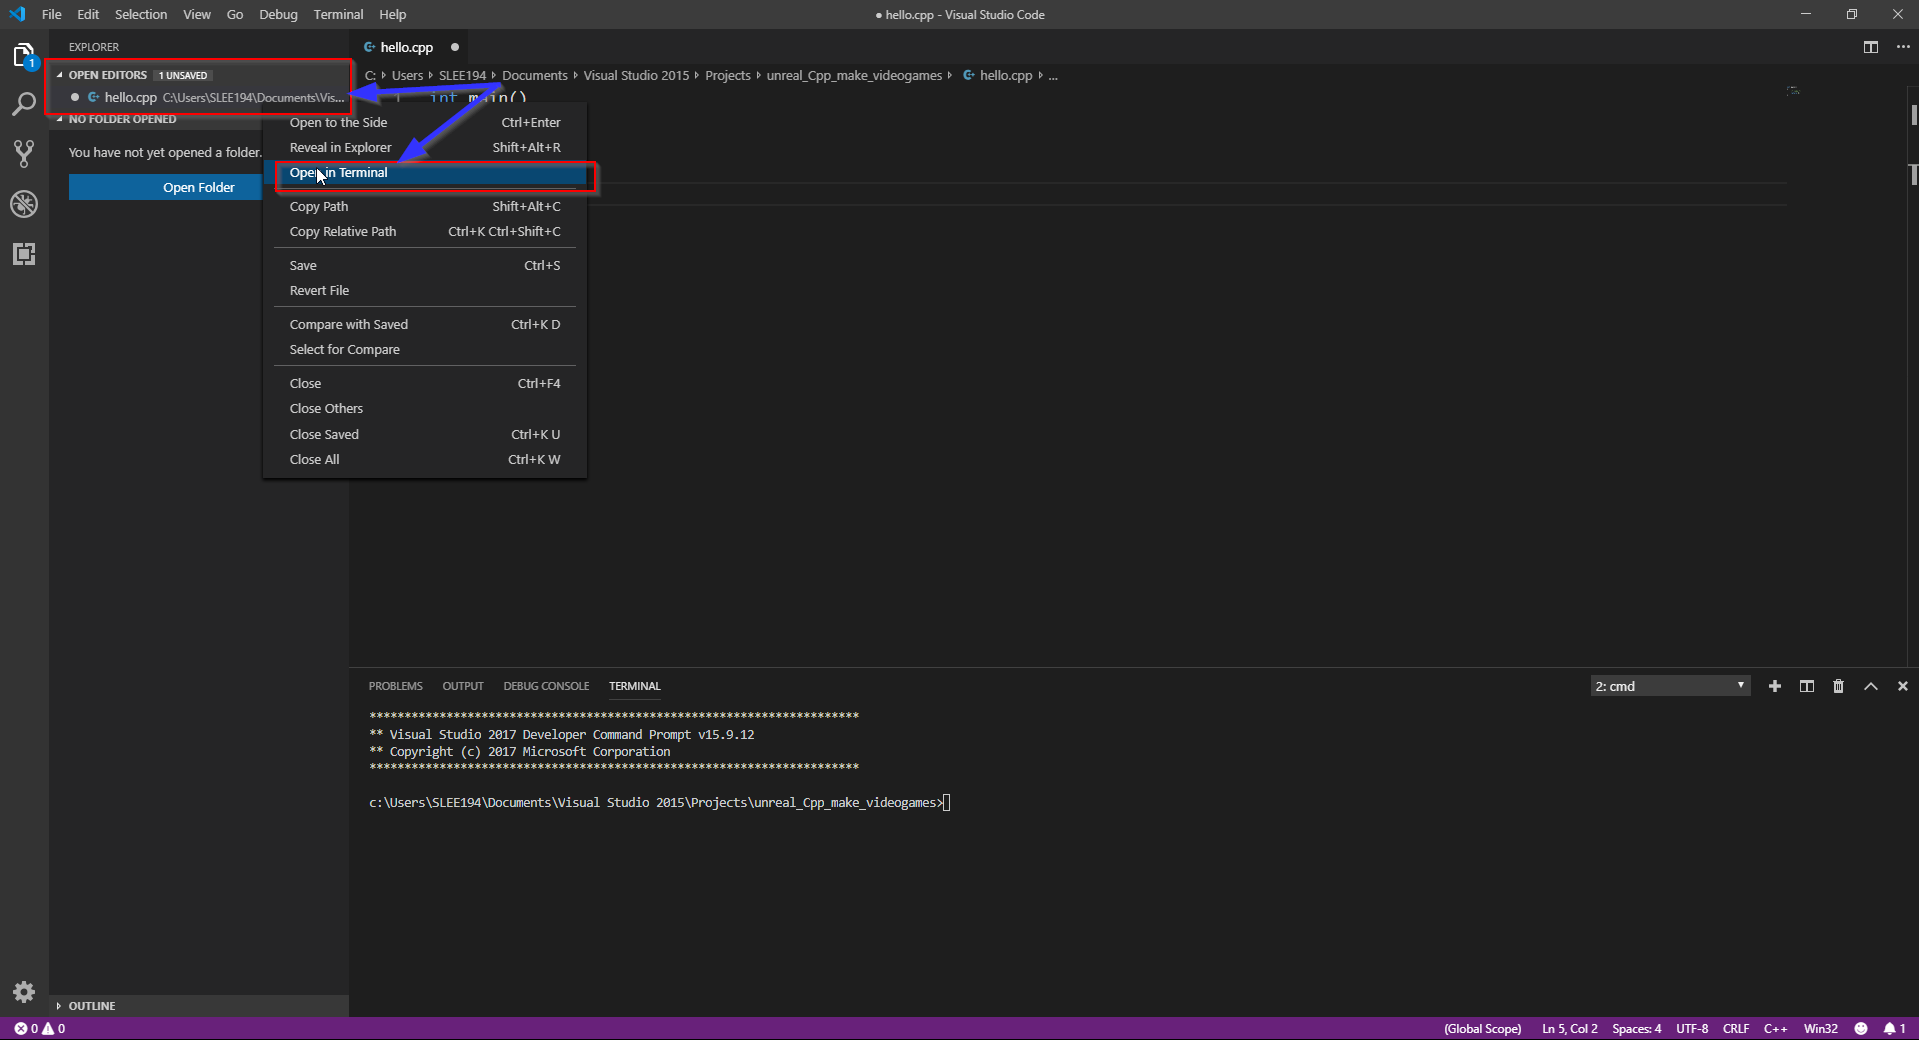 File Edit Selection View Go Debug Terminal Help
● hello.cpp - Visual Studio Code
1
EXPLORER
OPEN EDITORS 1 UNSAVED
● hello.cpp C:\Users\SLEE194\Documents\Vis...
NO FOLDER OPENED
You have not yet opened a folder.
Open Folder
OUTLINE
hello.cpp ●
C: Users SLEE194 Documents Visual Studio 2015 Projects unreal_Cpp_make_videogames hello.cpp ...
1 int main()
Open to the Side Ctrl+Enter
Reveal in Explorer Shift+Alt+R
Open in Terminal
Copy Path Shift+Alt+C
Copy Relative Path Ctrl+K Ctrl+Shift+C
Save Ctrl+S
Revert File
Compare with Saved Ctrl+K D
Select for Compare
Close Ctrl+F4
Close Others
Close Saved Ctrl+K U
Close All Ctrl+K W
PROBLEMS OUTPUT DEBUG CONSOLE TERMINAL
2: cmd
**********************************************************************
** Visual Studio 2017 Developer Command Prompt v15.9.12
** Copyright (c) 2017 Microsoft Corporation
**********************************************************************
c:\Users\SLEE194\Documents\Visual Studio 2015\Projects\unreal_Cpp_make_videogames>
0 0
(Global Scope) Ln 5, Col 2 Spaces: 4 UTF-8 CRLF C++ Win32 1